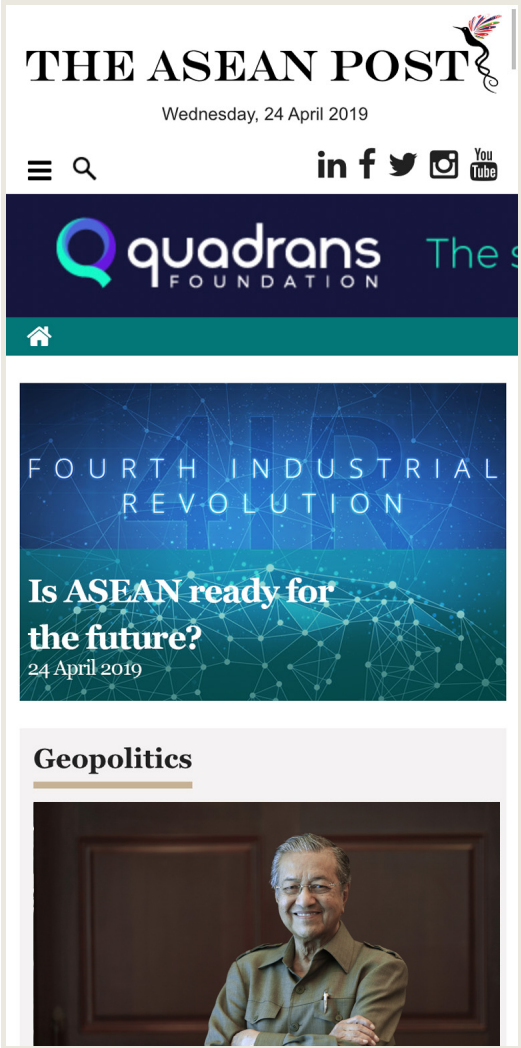 THE ASEAN POST
Wednesday, 24 April 2019
in f You
Tube
quadrans
FOUNDATION
The s
4IR
FOURTH INDUSTRIAL
REVOLUTION
Is ASEAN ready for
the future?
24 April 2019
Geopolitics